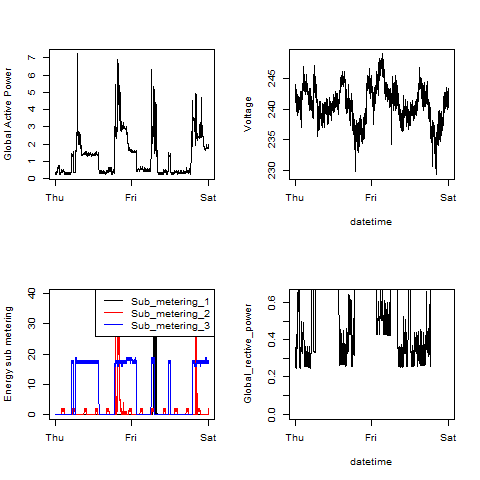 Global Active Power
7
6
5
4
3
2
1
0
Thu Fri Sat
Voltage
245
240
235
230
Thu Fri Sat
datetime
Energy sub metering
40
30
20
10
0
Sub_metering_1
Sub_metering_2
Sub_metering_3
Thu Fri Sat
Global_rective_power
0.6
0.4
0.2
0.0
Thu Fri Sat
datetime